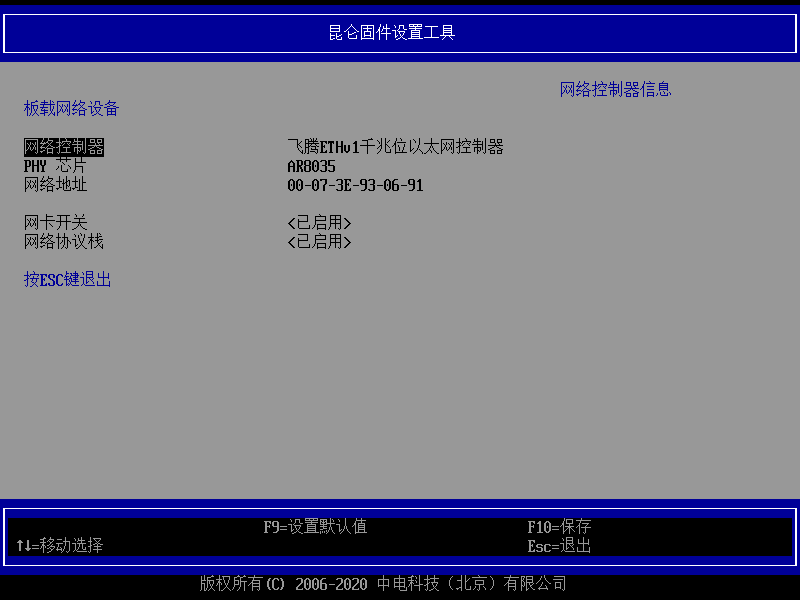 昆仑固件设置工具
网络控制器信息
板载网络设备
网络控制器 飞腾ETHv1千兆位以太网控制器
PHY 芯片 AR8035
网络地址 00-07-3E-93-06-91
网卡开关 <已启用>
网络协议栈 <已启用>
按ESC键退出
F9=设置默认值 F10=保存
↑↓=移动选择 Esc=退出
版权所有(C) 2006-2020 中电科技（北京）有限公司